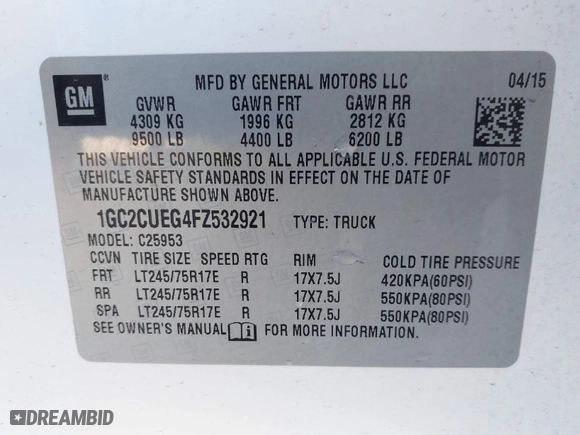 GM ®
MFD BY GENERAL MOTORS LLC 04/15
GVWR GAWR FRT GAWR RR
4309 KG 1996 KG 2812 KG
9500 LB 4400 LB 6200 LB
THIS VEHICLE CONFORMS TO ALL APPLICABLE U.S. FEDERAL MOTOR
VEHICLE SAFETY STANDARDS IN EFFECT ON THE DATE OF
MANUFACTURE SHOWN ABOVE.
1GC2CUEG4FZ532921 TYPE: TRUCK
MODEL: C25953
CCVN TIRE SIZE SPEED RTG RIM COLD TIRE PRESSURE
FRT LT245/75R17E R 17X7.5J 420KPA(60PSI)
RR LT245/75R17E R 17X7.5J 550KPA(80PSI)
SPA LT245/75R17E R 17X7.5J 550KPA(80PSI)
SEE OWNER'S MANUAL FOR MORE INFORMATION.
DREAMBID